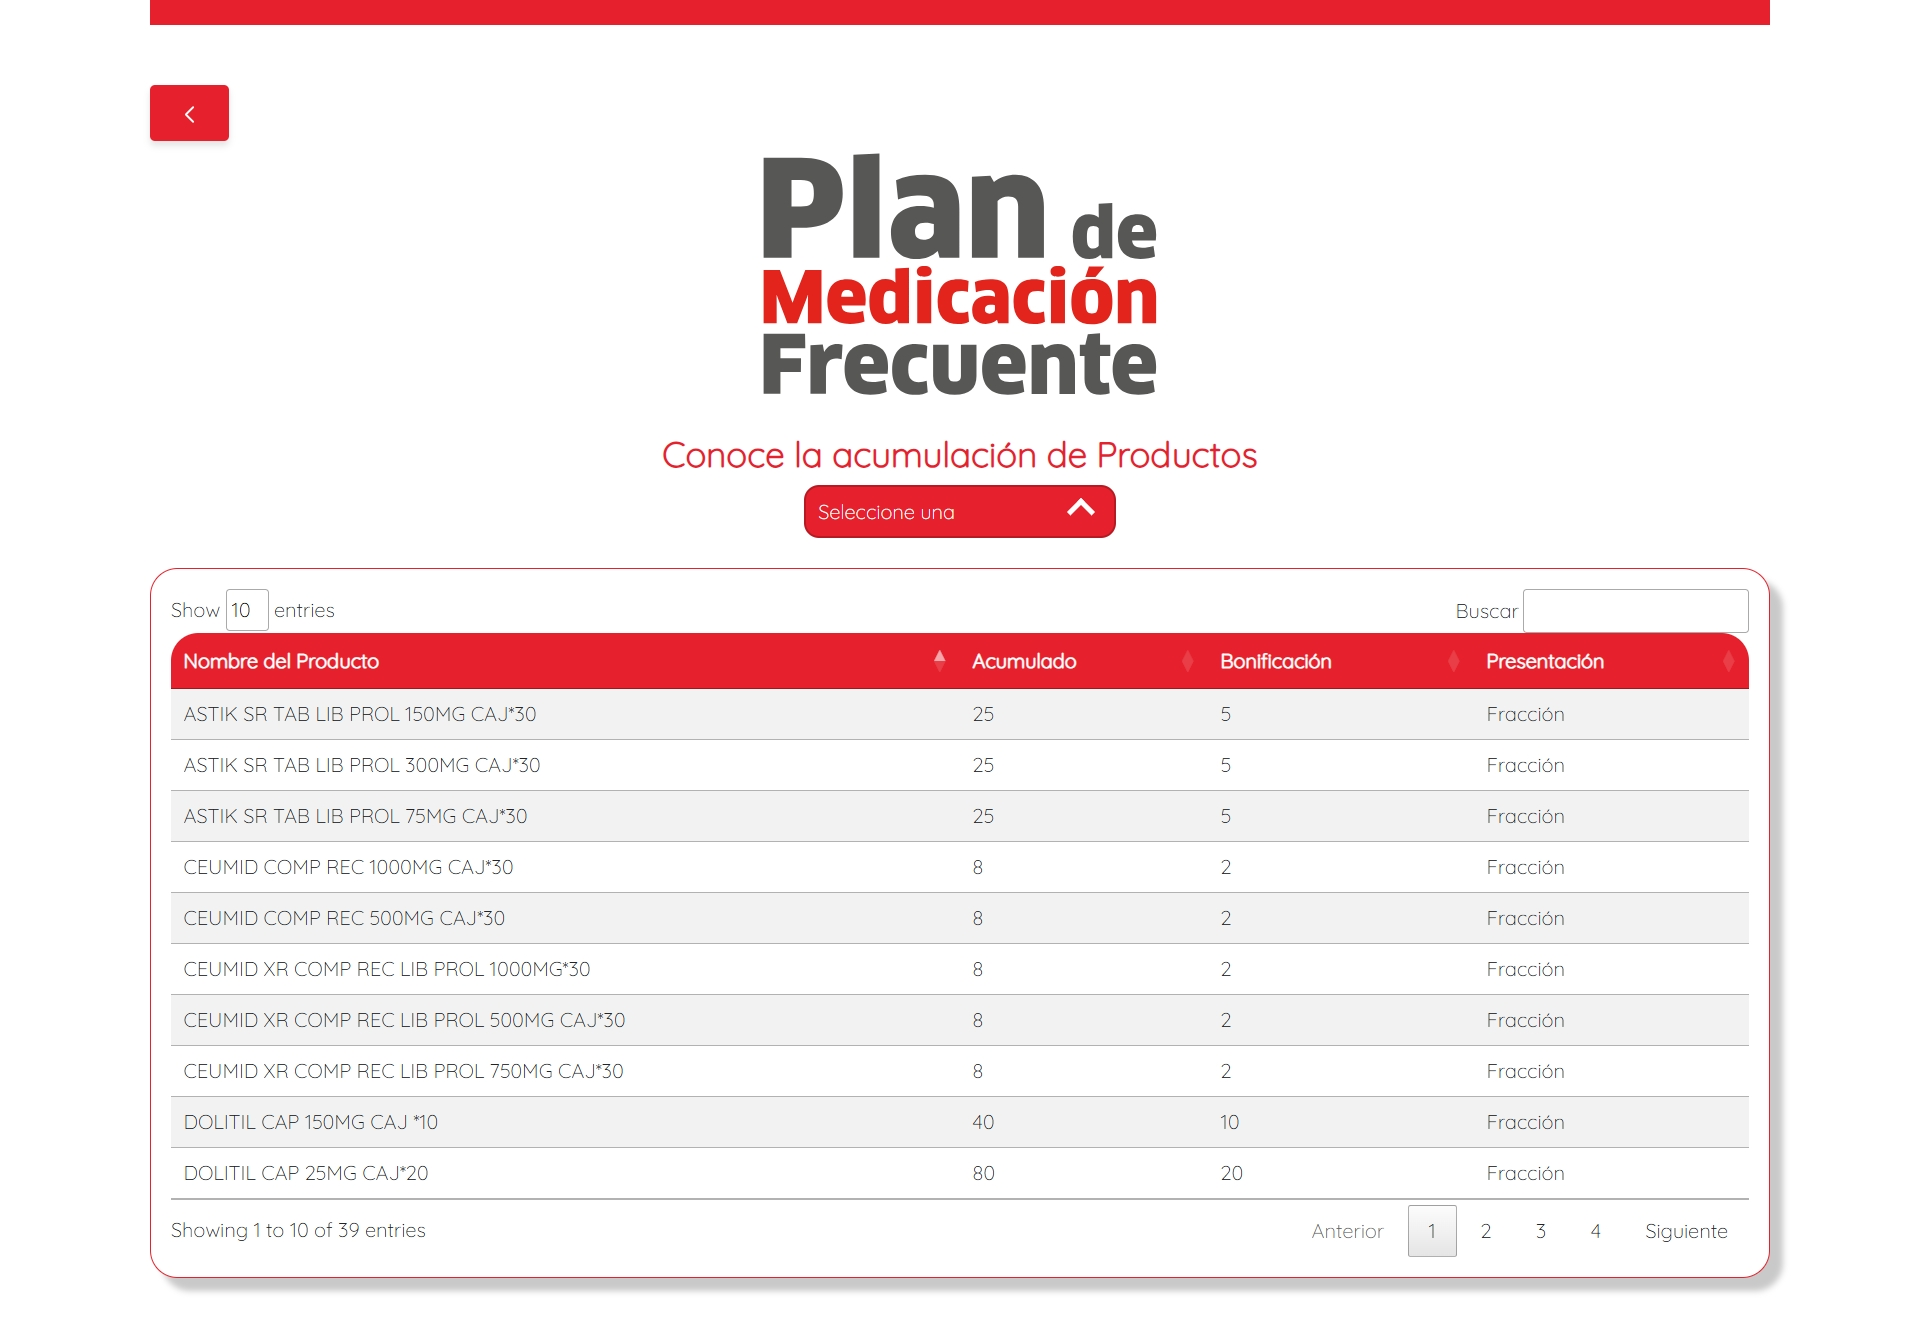 Plan de
Medicación
Frecuente
Conoce la acumulación de Productos
Seleccione una
Show 10 entries Buscar
Nombre del Producto Acumulado Bonificación Presentación
ASTIK SR TAB LIB PROL 150MG CAJ*30 25 5 Fracción
ASTIK SR TAB LIB PROL 300MG CAJ*30 25 5 Fracción
ASTIK SR TAB LIB PROL 75MG CAJ*30 25 5 Fracción
CEUMID COMP REC 1000MG CAJ*30 8 2 Fracción
CEUMID COMP REC 500MG CAJ*30 8 2 Fracción
CEUMID XR COMP REC LIB PROL 1000MG*30 8 2 Fracción
CEUMID XR COMP REC LIB PROL 500MG CAJ*30 8 2 Fracción
CEUMID XR COMP REC LIB PROL 750MG CAJ*30 8 2 Fracción
DOLITIL CAP 150MG CAJ *10 40 10 Fracción
DOLITIL CAP 25MG CAJ*20 80 20 Fracción
Showing 1 to 10 of 39 entries Anterior 1 2 3 4 Siguiente